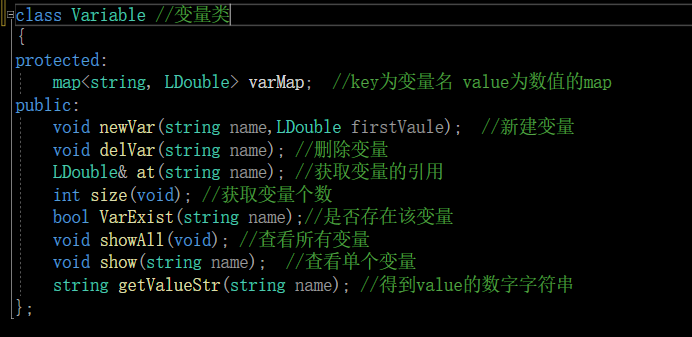 class Variable //变量类
{
protected:
    map<string, LDouble> varMap;  //key为变量名 value为数值的map
public:
    void newVar(string name,LDouble firstVaule);  //新建变量
    void delVar(string name); //删除变量
    LDouble& at(string name); //获取变量的引用
    int size(void); //获取变量个数
    bool VarExist(string name);//是否存在该变量
    void showAll(void); //查看所有变量
    void show(string name);  //查看单个变量
    string getValueStr(string name); //得到value的数字字符串
};